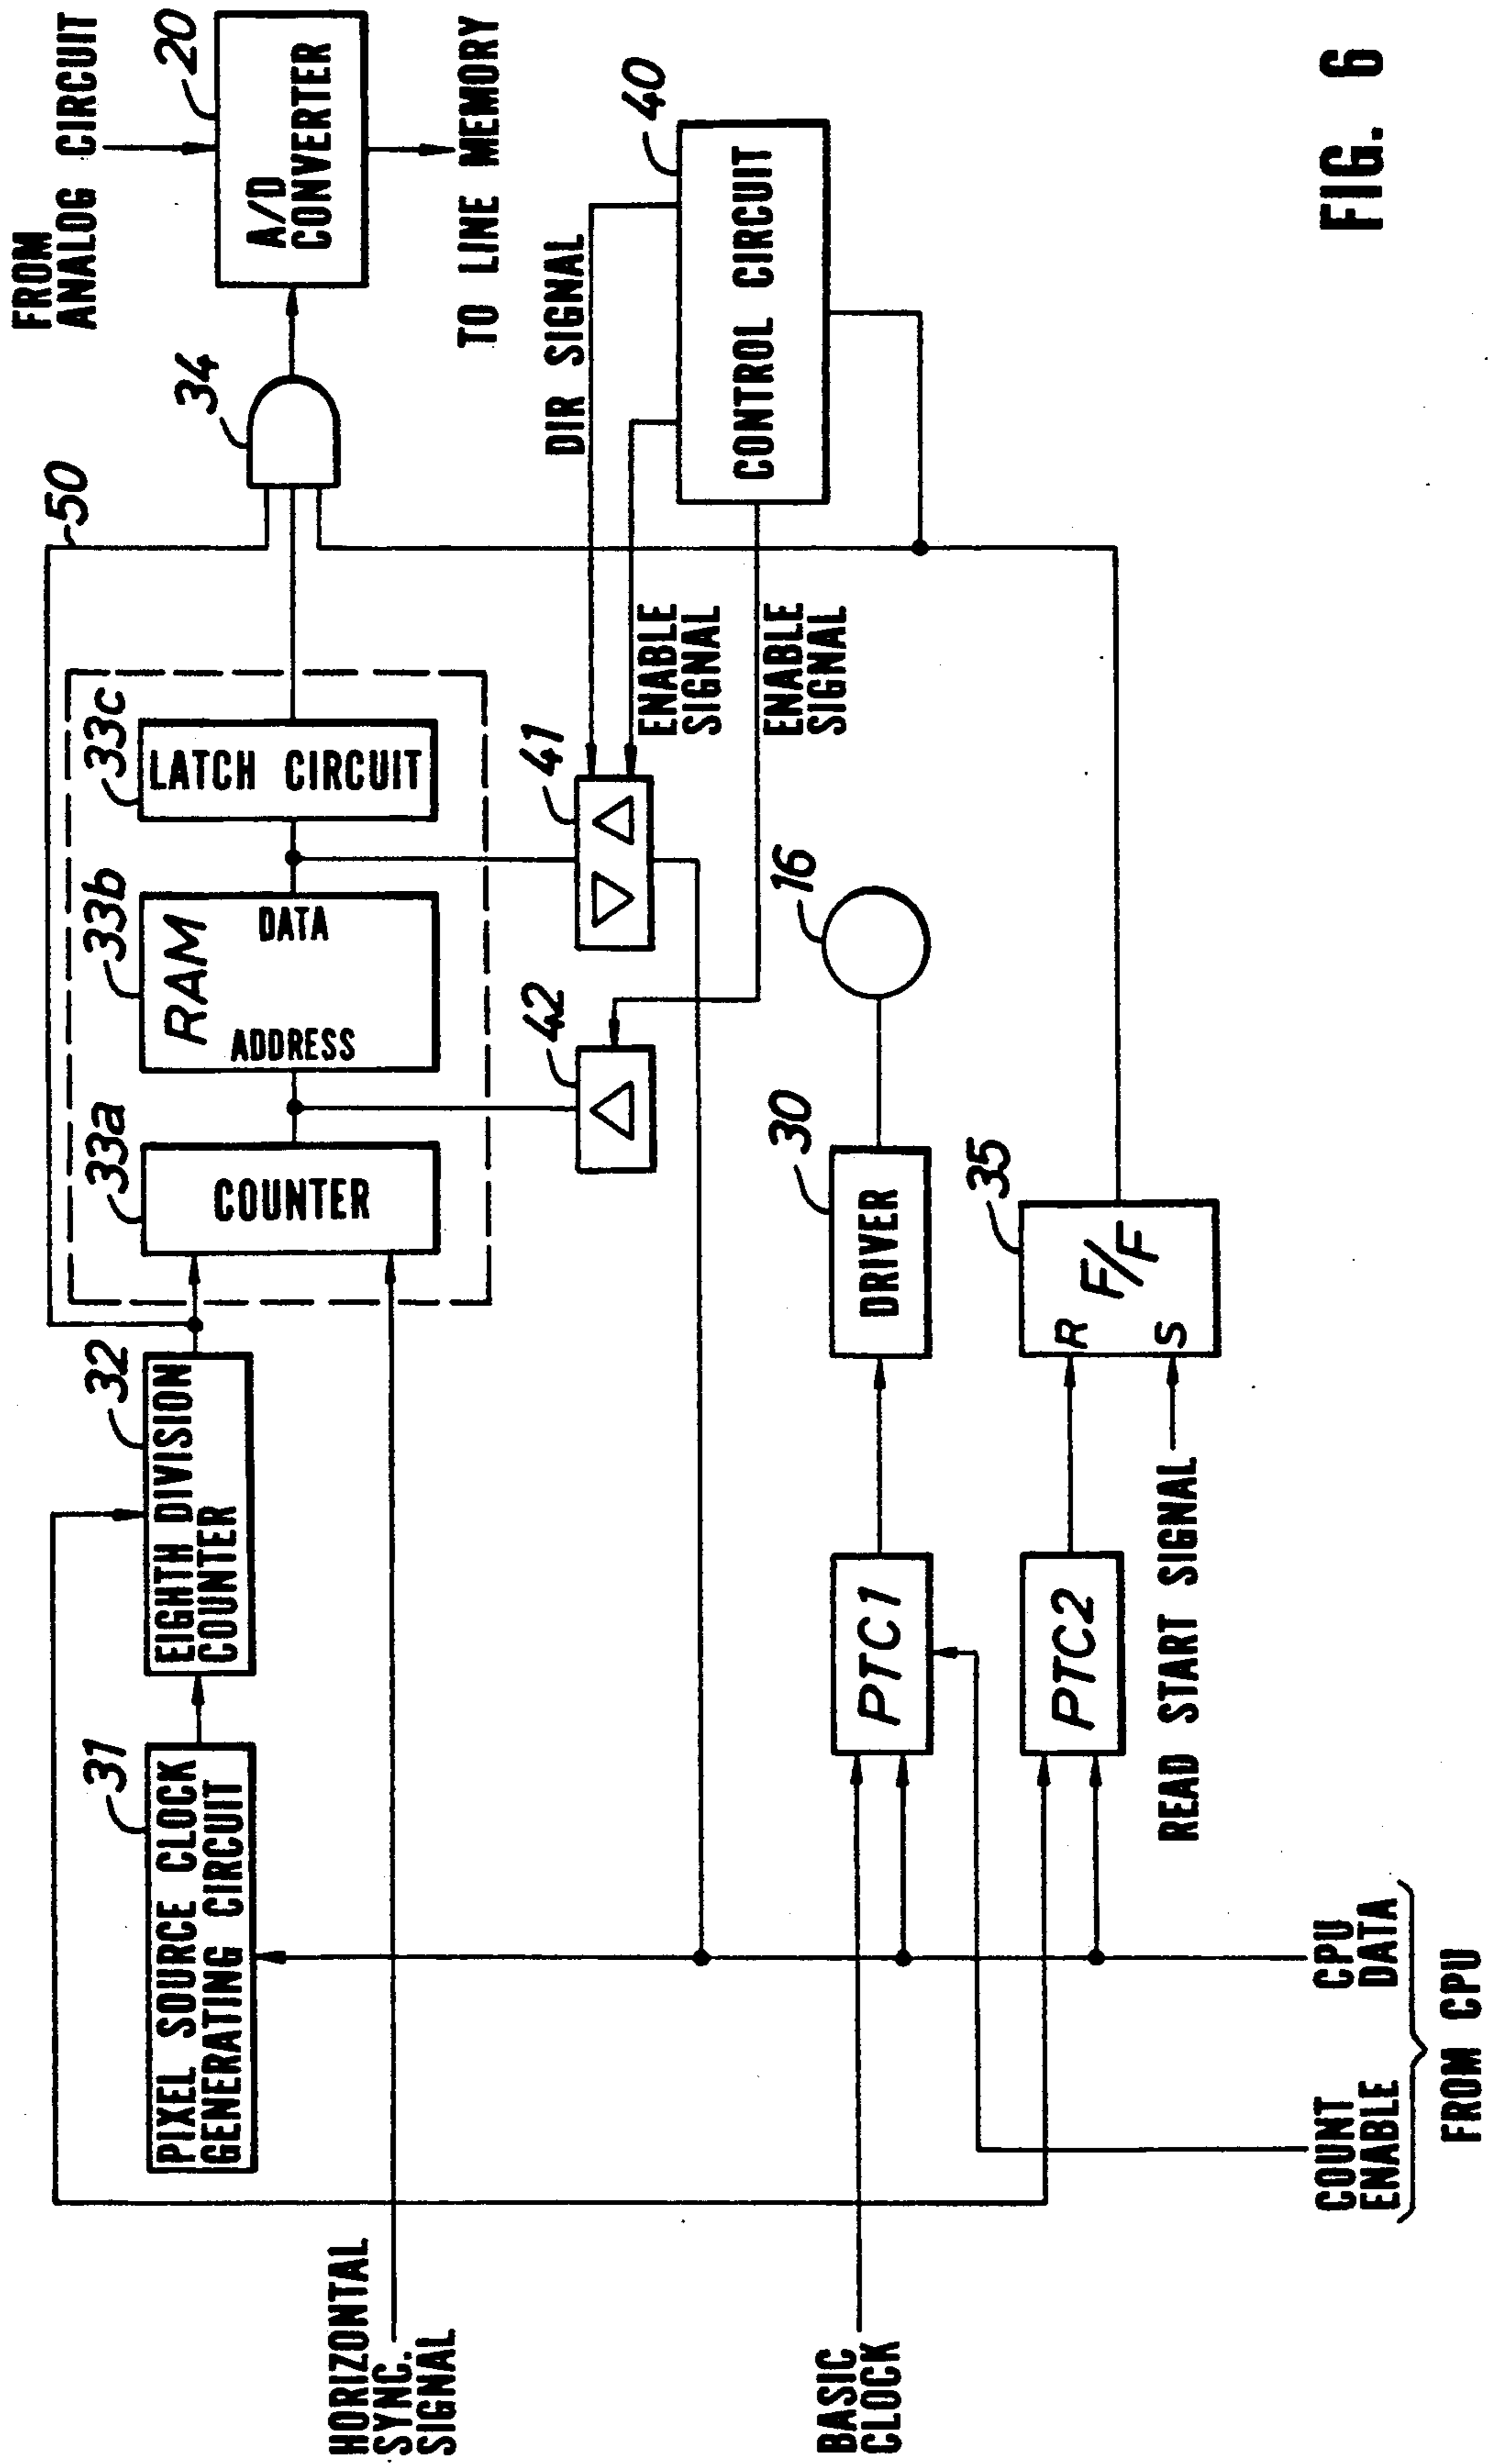 FROM
ANALOG CIRCUIT
20
A/D
CONVERTER
TO LINE MEMORY
34
50
33c
LATCH CIRCUIT
33b
RAM
DATA
ADDRESS
33a
COUNTER
32
EIGHTH DIVISION
COUNTER
31
PIXEL SOURCE CLOCK
GENERATING CIRCUIT
HORIZONTAL
SYNC.
SIGNAL
40
CONTROL CIRCUIT
DIR SIGNAL
ENABLE
SIGNAL
ENABLE
SIGNAL
41
42
16
30
DRIVER
PTC1
BASIC
CLOCK
35
F/F
R
S
PTC2
READ START SIGNAL
COUNT
ENABLE
CPU
DATA
FROM CPU
FIG. 6